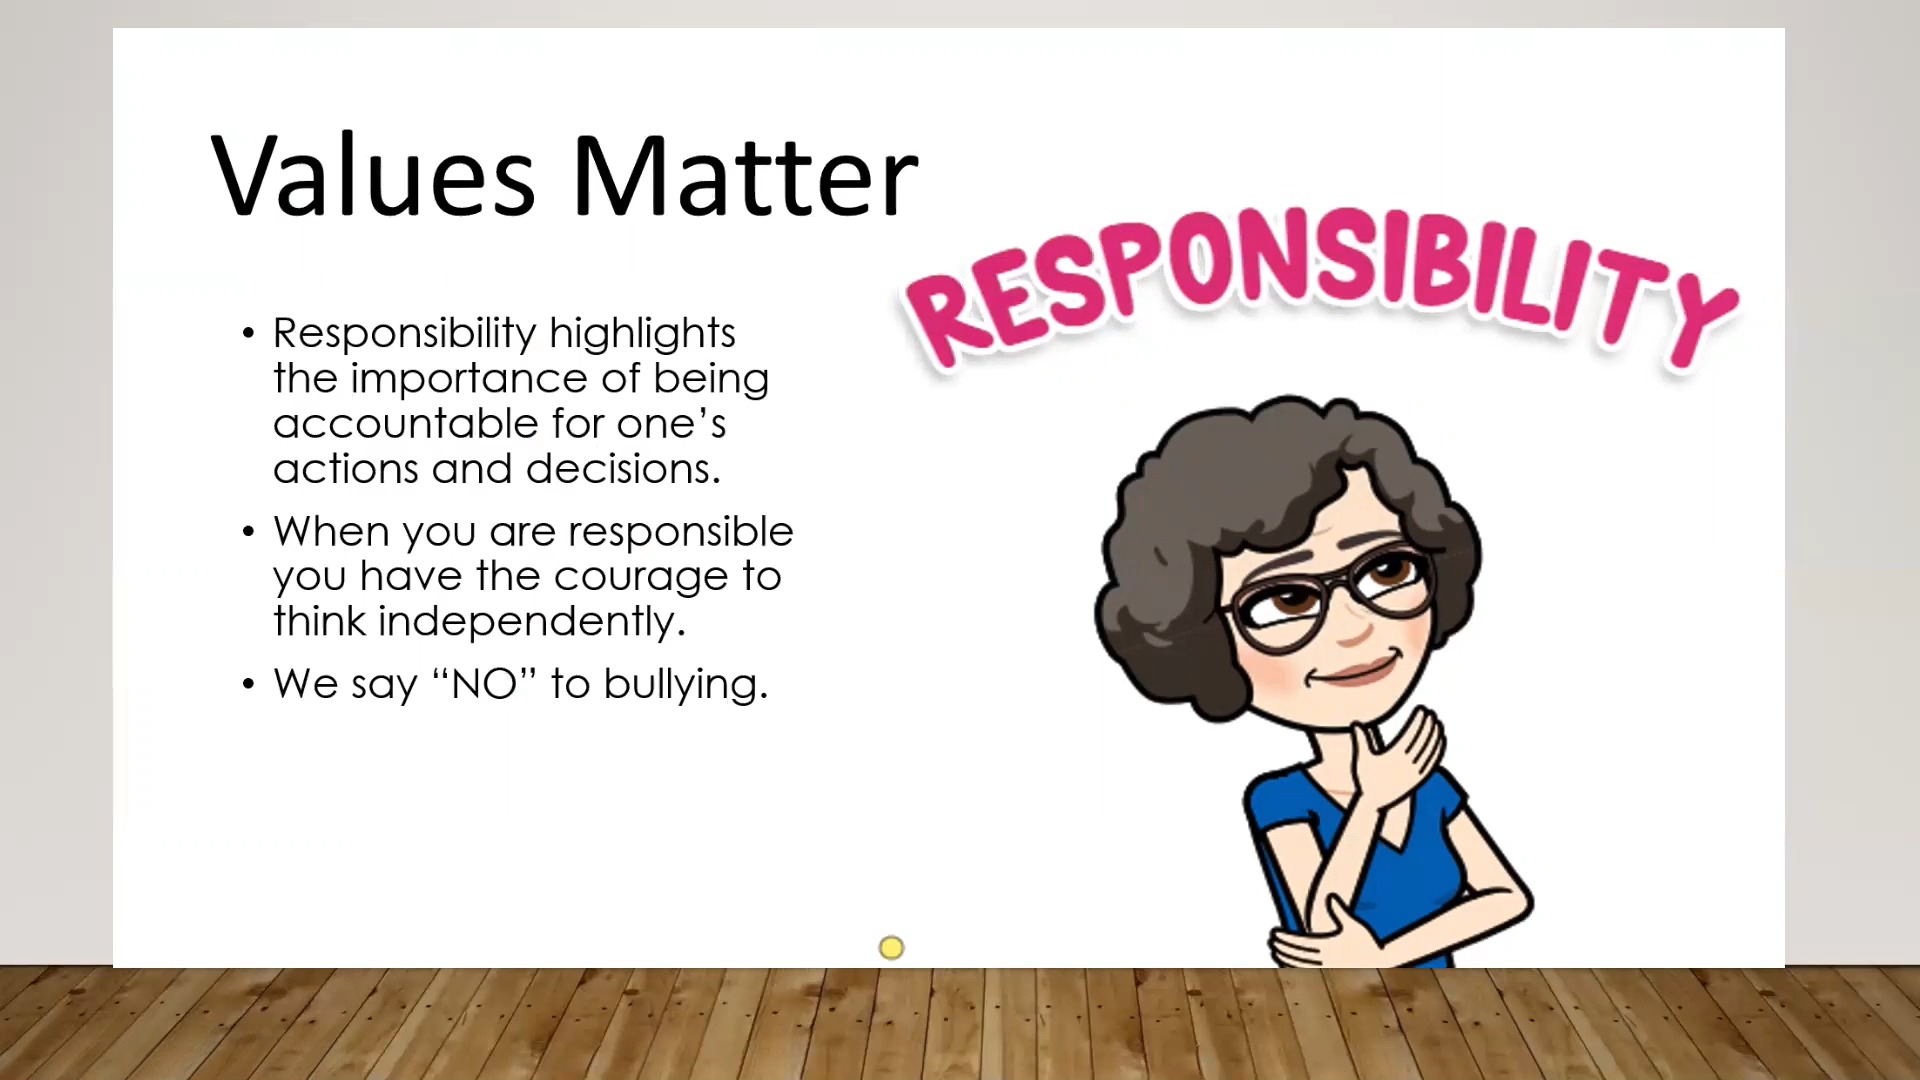 Values Matter
RESPONSIBILITY
• Responsibility highlights
the importance of being
accountable for one’s
actions and decisions.
• When you are responsible
you have the courage to
think independently.
• We say “NO” to bullying.